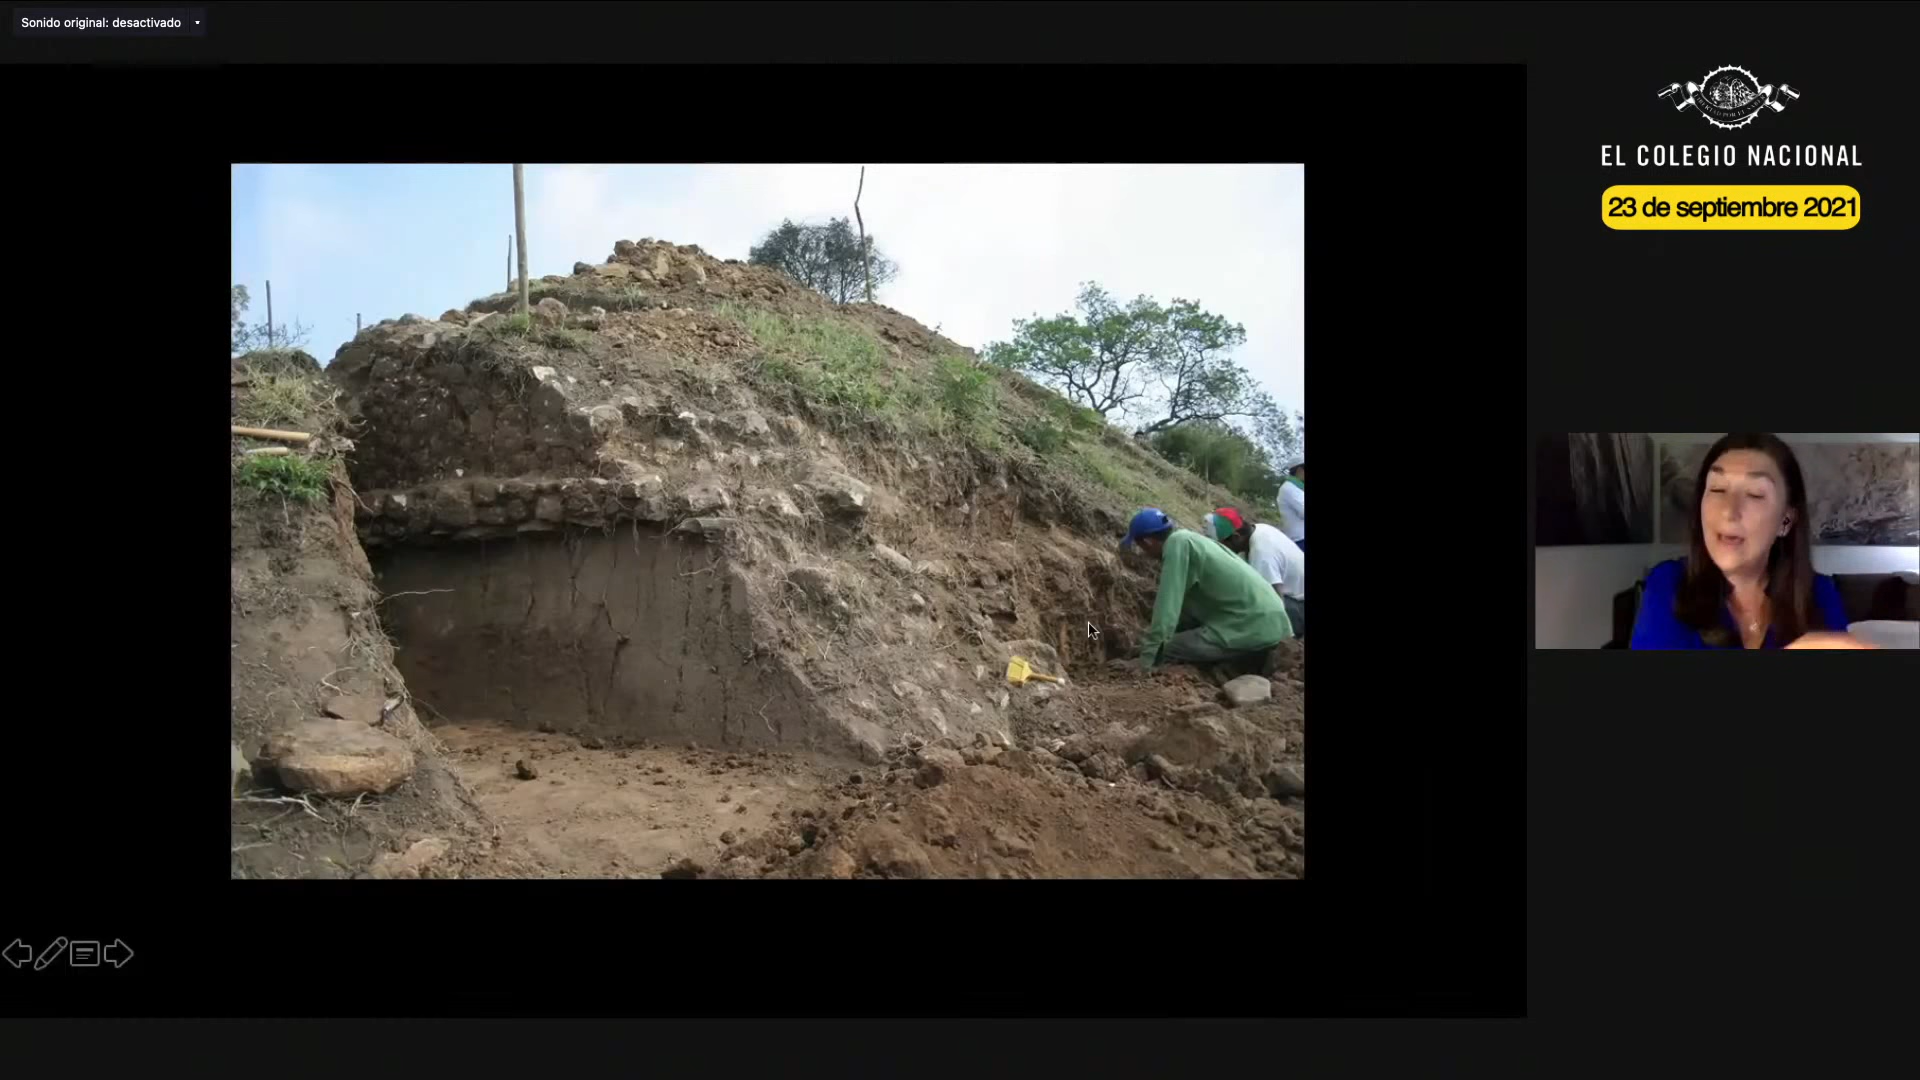 Sonido original: desactivado
EL COLEGIO NACIONAL
23 de septiembre 2021